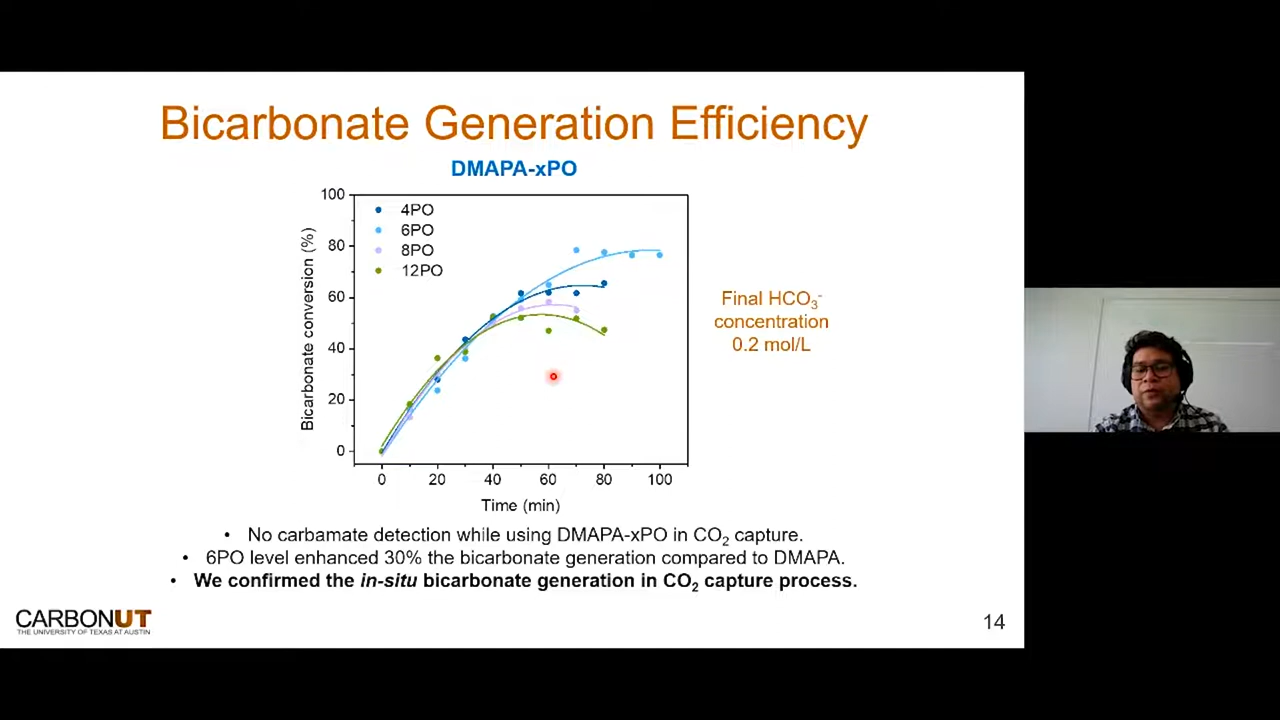 Bicarbonate Generation Efficiency
DMAPA-xPO
100
80
60
40
20
0
Bicarbonate conversion (%)
4PO
6PO
8PO
12PO
0 20 40 60 80 100
Time (min)
Final HCO₃⁻
concentration
0.2 mol/L
• No carbamate detection while using DMAPA-xPO in CO₂ capture.
• 6PO level enhanced 30% the bicarbonate generation compared to DMAPA.
• We confirmed the in-situ bicarbonate generation in CO₂ capture process.
CARBONUT
THE UNIVERSITY OF TEXAS AT AUSTIN
14